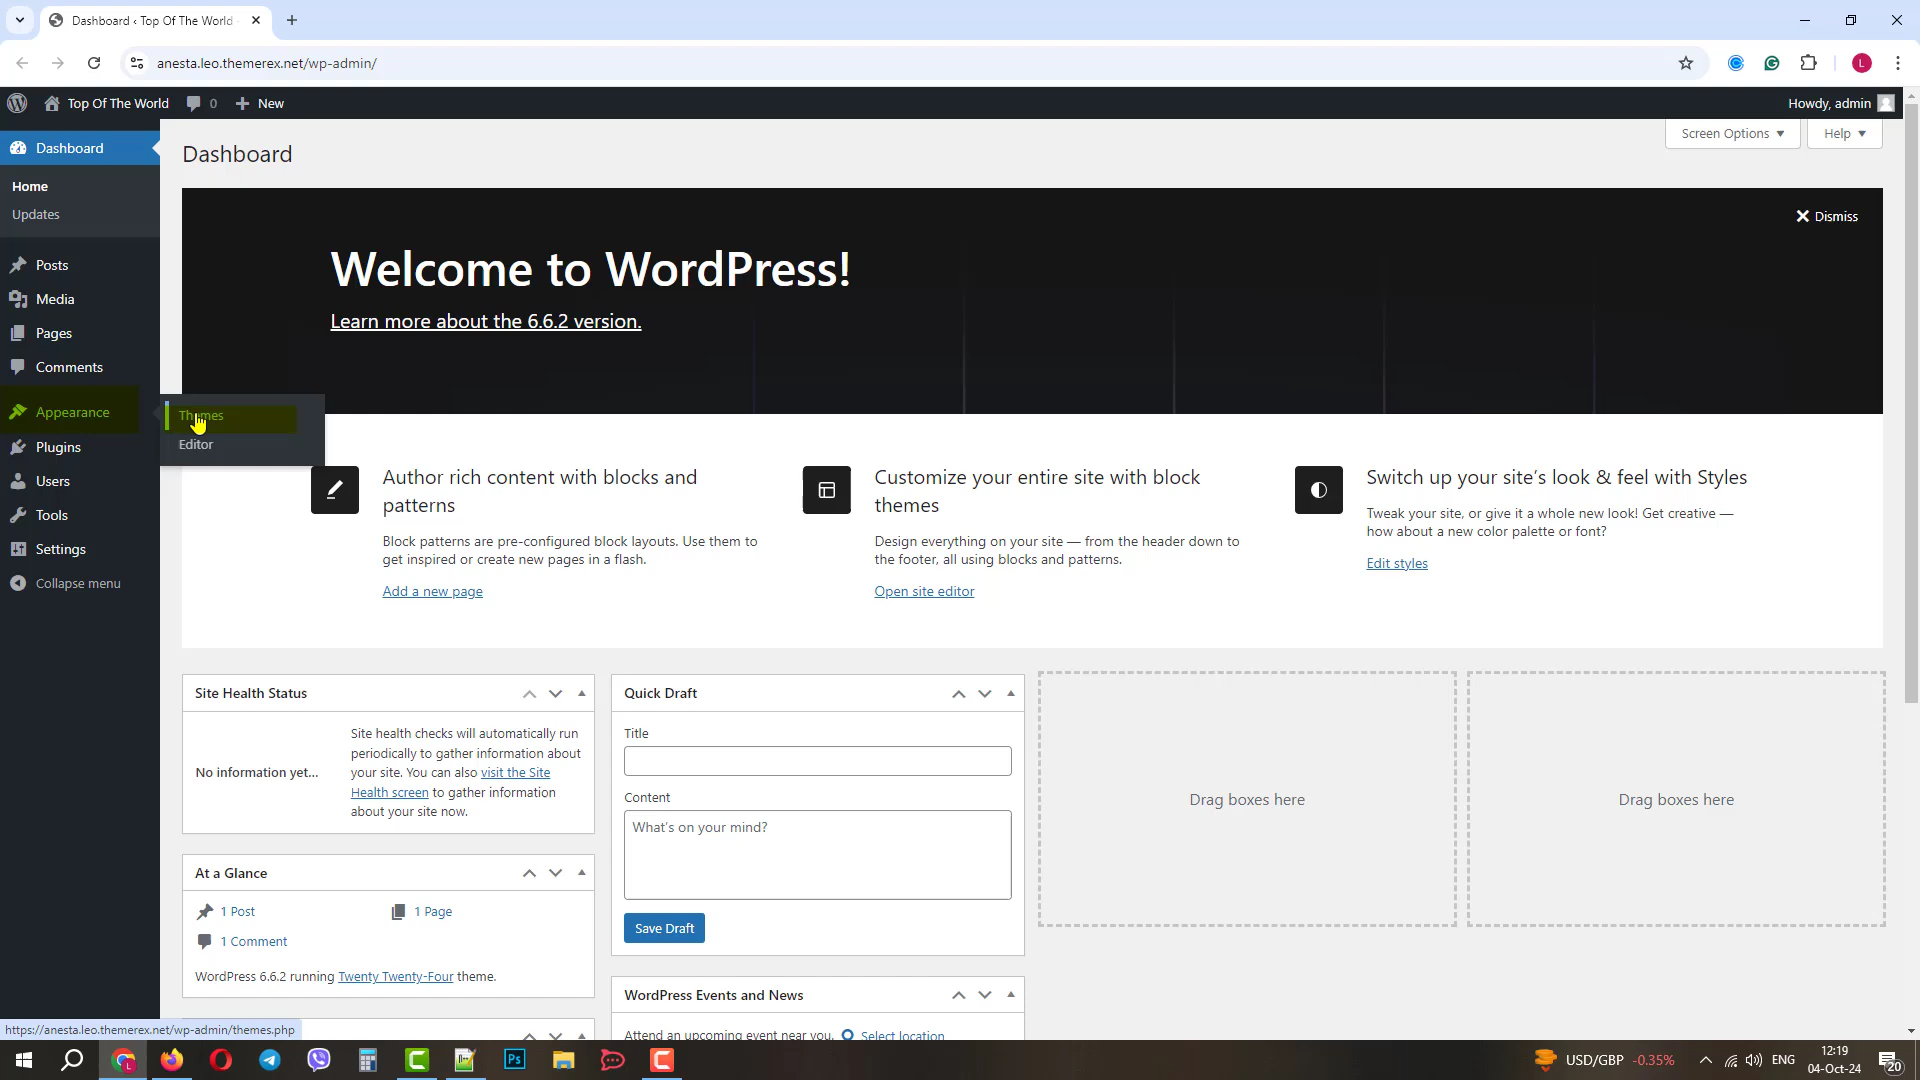 Dashboard ‹ Top Of The World
anesta.leo.themerex.net/wp-admin/
L
Top Of The World 0 New
Howdy, admin
Screen Options Help
Dashboard
Home
Updates
Posts
Media
Pages
Comments
Appearance
Plugins
Users
Tools
Settings
Collapse menu
Themes
Editor
Dashboard
Dismiss
Welcome to WordPress!
Learn more about the 6.6.2 version.
Author rich content with blocks and
patterns
Block patterns are pre-configured block layouts. Use them to
get inspired or create new pages in a flash.
Add a new page
Customize your entire site with block
themes
Design everything on your site — from the header down to
the footer, all using blocks and patterns.
Open site editor
Switch up your site’s look & feel with Styles
Tweak your site, or give it a whole new look! Get creative —
how about a new color palette or font?
Edit styles
Site Health Status
No information yet...
Site health checks will automatically run
periodically to gather information about
your site. You can also visit the Site
Health screen to gather information
about your site now.
At a Glance
1 Post 1 Page
1 Comment
WordPress 6.6.2 running Twenty Twenty-Four theme.
Quick Draft
Title
Content
What’s on your mind?
Save Draft
WordPress Events and News
Attend an upcoming event near you. Select location
Drag boxes here
Drag boxes here
https://anesta.leo.themerex.net/wp-admin/themes.php
L
Ps
C
USD/GBP -0.35%
ENG
12:19
04-Oct-24
20